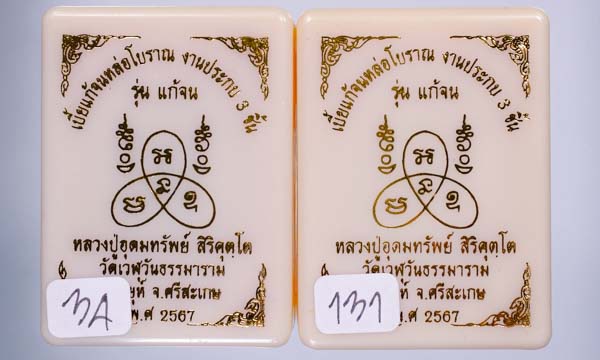 เบี้ยแก้จนหล่อโบราณ งานประกบ 3 ชิ้น
รุ่น แก้จน
หลวงปู่อุดมทรัพย์ สิริคุตฺโต
วัดเวฬุวันธรรมาราม
จ.ศรีสะเกษ
พ.ศ 2567
3A
เบี้ยแก้จนหล่อโบราณ งานประกบ 3 ชิ้น
รุ่น แก้จน
หลวงปู่อุดมทรัพย์ สิริคุตฺโต
วัดเวฬุวันธรรมาราม
จ.ศรีสะเกษ
พ.ศ 2567
131